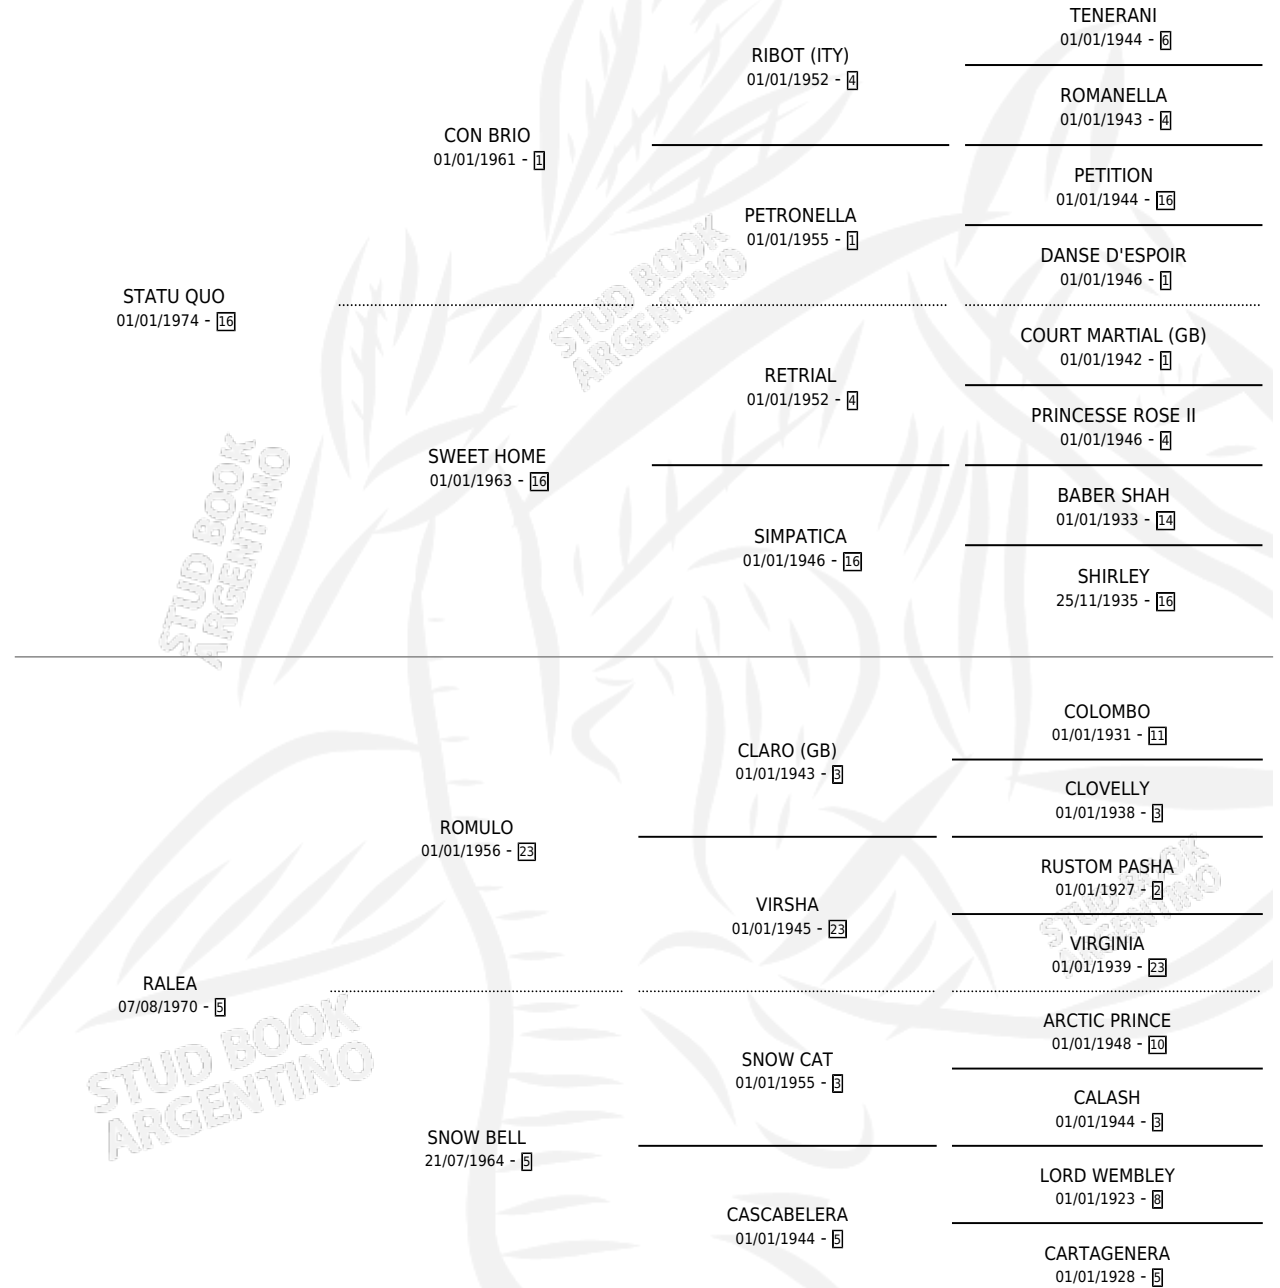 TENERANI
01/01/1944 - 6
RIBOT (ITY)
01/01/1952 - 4
ROMANELLA
01/01/1943 - 4
CON BRIO
01/01/1961 - 1
PETITION
01/01/1944 - 16
PETRONELLA
01/01/1955 - 1
DANSE D'ESPOIR
01/01/1946 - 1
STATU QUO
01/01/1974 - 16
COURT MARTIAL (GB)
01/01/1942 - 1
RETRIAL
01/01/1952 - 4
PRINCESSE ROSE II
01/01/1946 - 4
SWEET HOME
01/01/1963 - 16
BABER SHAH
01/01/1933 - 14
SIMPATICA
01/01/1946 - 16
SHIRLEY
25/11/1935 - 16
COLOMBO
01/01/1931 - 11
CLARO (GB)
01/01/1943 - 3
CLOVELLY
01/01/1938 - 3
ROMULO
01/01/1956 - 23
RUSTOM PASHA
01/01/1927 - 2
VIRSHA
01/01/1945 - 23
VIRGINIA
01/01/1939 - 23
RALEA
07/08/1970 - 5
ARCTIC PRINCE
01/01/1948 - 10
SNOW CAT
01/01/1955 - 3
CALASH
01/01/1944 - 3
SNOW BELL
21/07/1964 - 5
LORD WEMBLEY
01/01/1923 - 8
CASCABELERA
01/01/1944 - 5
CARTAGENERA
01/01/1928 - 5
STUD BOOK
ARGENTINO
STUD BOOK
ARGENTINO
STUD BOOK
ARGENTINO
STUD BOOK
ARGENTINO